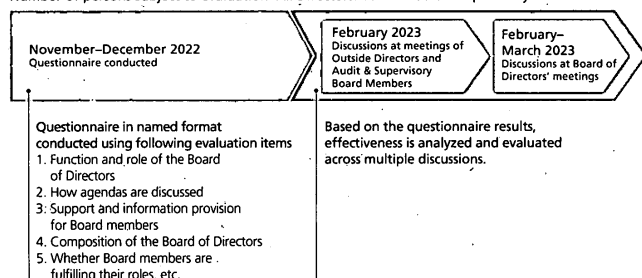 November–December 2022
Questionnaire conducted
February 2023
Discussions at meetings of
Outside Directors and
Audit & Supervisory
Board Members
February–
March 2023
Discussions at Board of
Directors' meetings
Questionnaire in named format
conducted using following evaluation items
1. Function and role of the Board
of Directors
2. How agendas are discussed
3: Support and information provision
for Board members
4. Composition of the Board of Directors
5. Whether Board members are
fulfilling their roles, etc.
Based on the questionnaire results,
effectiveness is analyzed and evaluated
across multiple discussions.